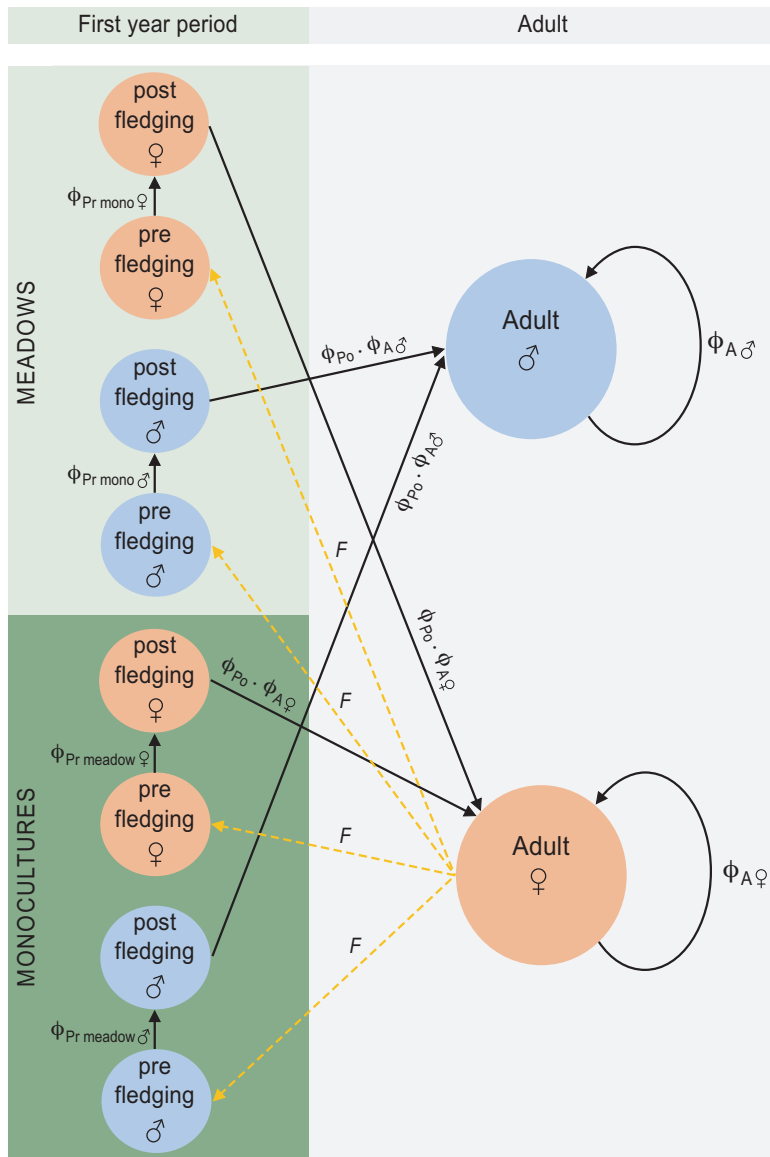 First year period
Adult
MEADOWS
post
fledging
♀
ϕPr mono♀
pre
fledging
♀
post
fledging
♂
ϕPr mono♂
pre
fledging
♂
MONOCULTURES
post
fledging
♀
ϕPr meadow♀
pre
fledging
♀
post
fledging
♂
ϕPr meadow♂
pre
fledging
♂
ϕPo · ϕA♂
ϕPo · ϕA♂
ϕPo · ϕA♀
ϕPo · ϕA♀
F
F
F
F
Adult
♂
ϕA♂
Adult
♀
ϕA♀